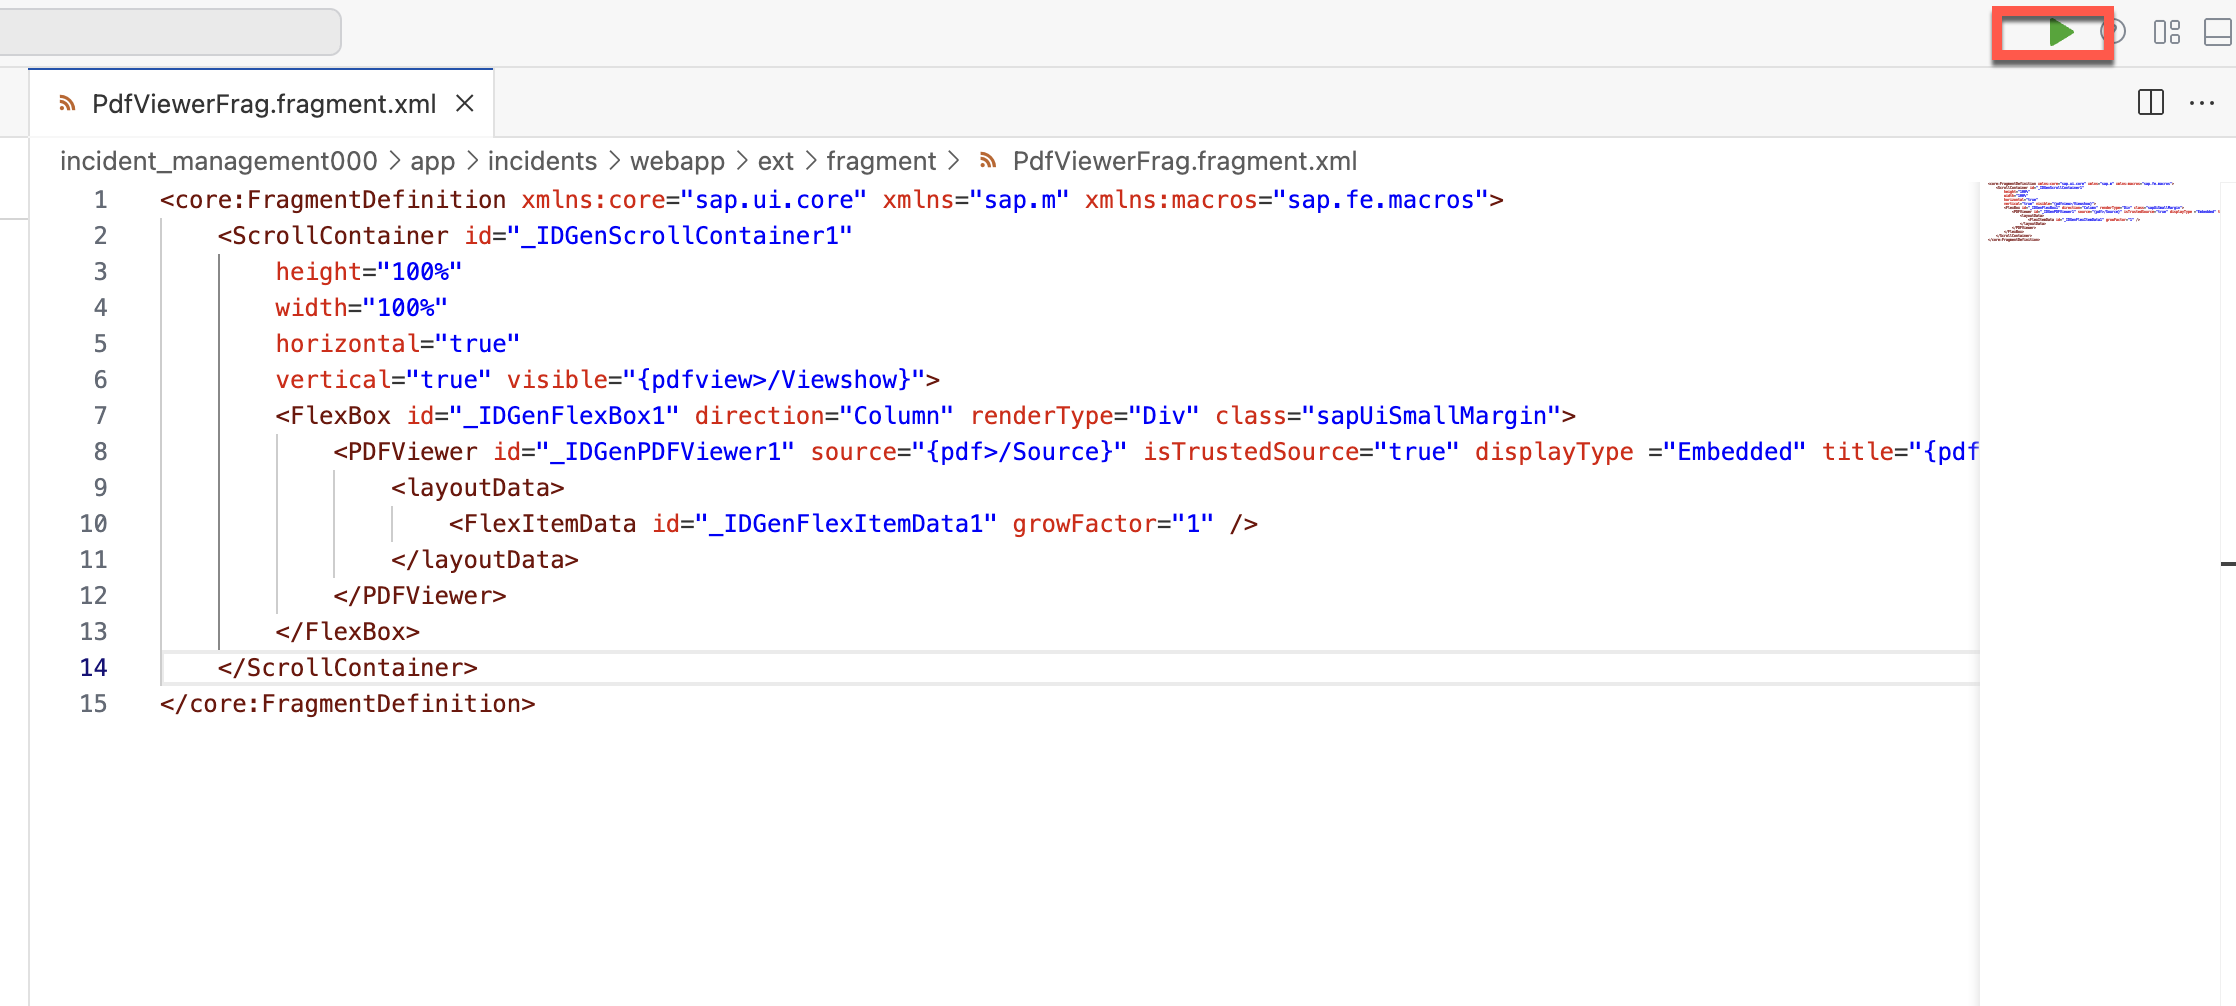 PdfViewerFrag.fragment.xml
incident_management000 > app > incidents > webapp > ext > fragment > PdfViewerFrag.fragment.xml
1 <core:FragmentDefinition xmlns:core="sap.ui.core" xmlns="sap.m" xmlns:macros="sap.fe.macros">
2 <ScrollContainer id="_IDGenScrollContainer1"
3 height="100%"
4 width="100%"
5 horizontal="true"
6 vertical="true" visible="{pdfview>/Viewshow}">
7 <FlexBox id="_IDGenFlexBox1" direction="Column" renderType="Div" class="sapUiSmallMargin">
8 <PDFViewer id="_IDGenPDFViewer1" source="{pdf>/Source}" isTrustedSource="true" displayType ="Embedded" title="{pdf
9 <layoutData>
10 <FlexItemData id="_IDGenFlexItemData1" growFactor="1" />
11 </layoutData>
12 </PDFViewer>
13 </FlexBox>
14 </ScrollContainer>
15 </core:FragmentDefinition>